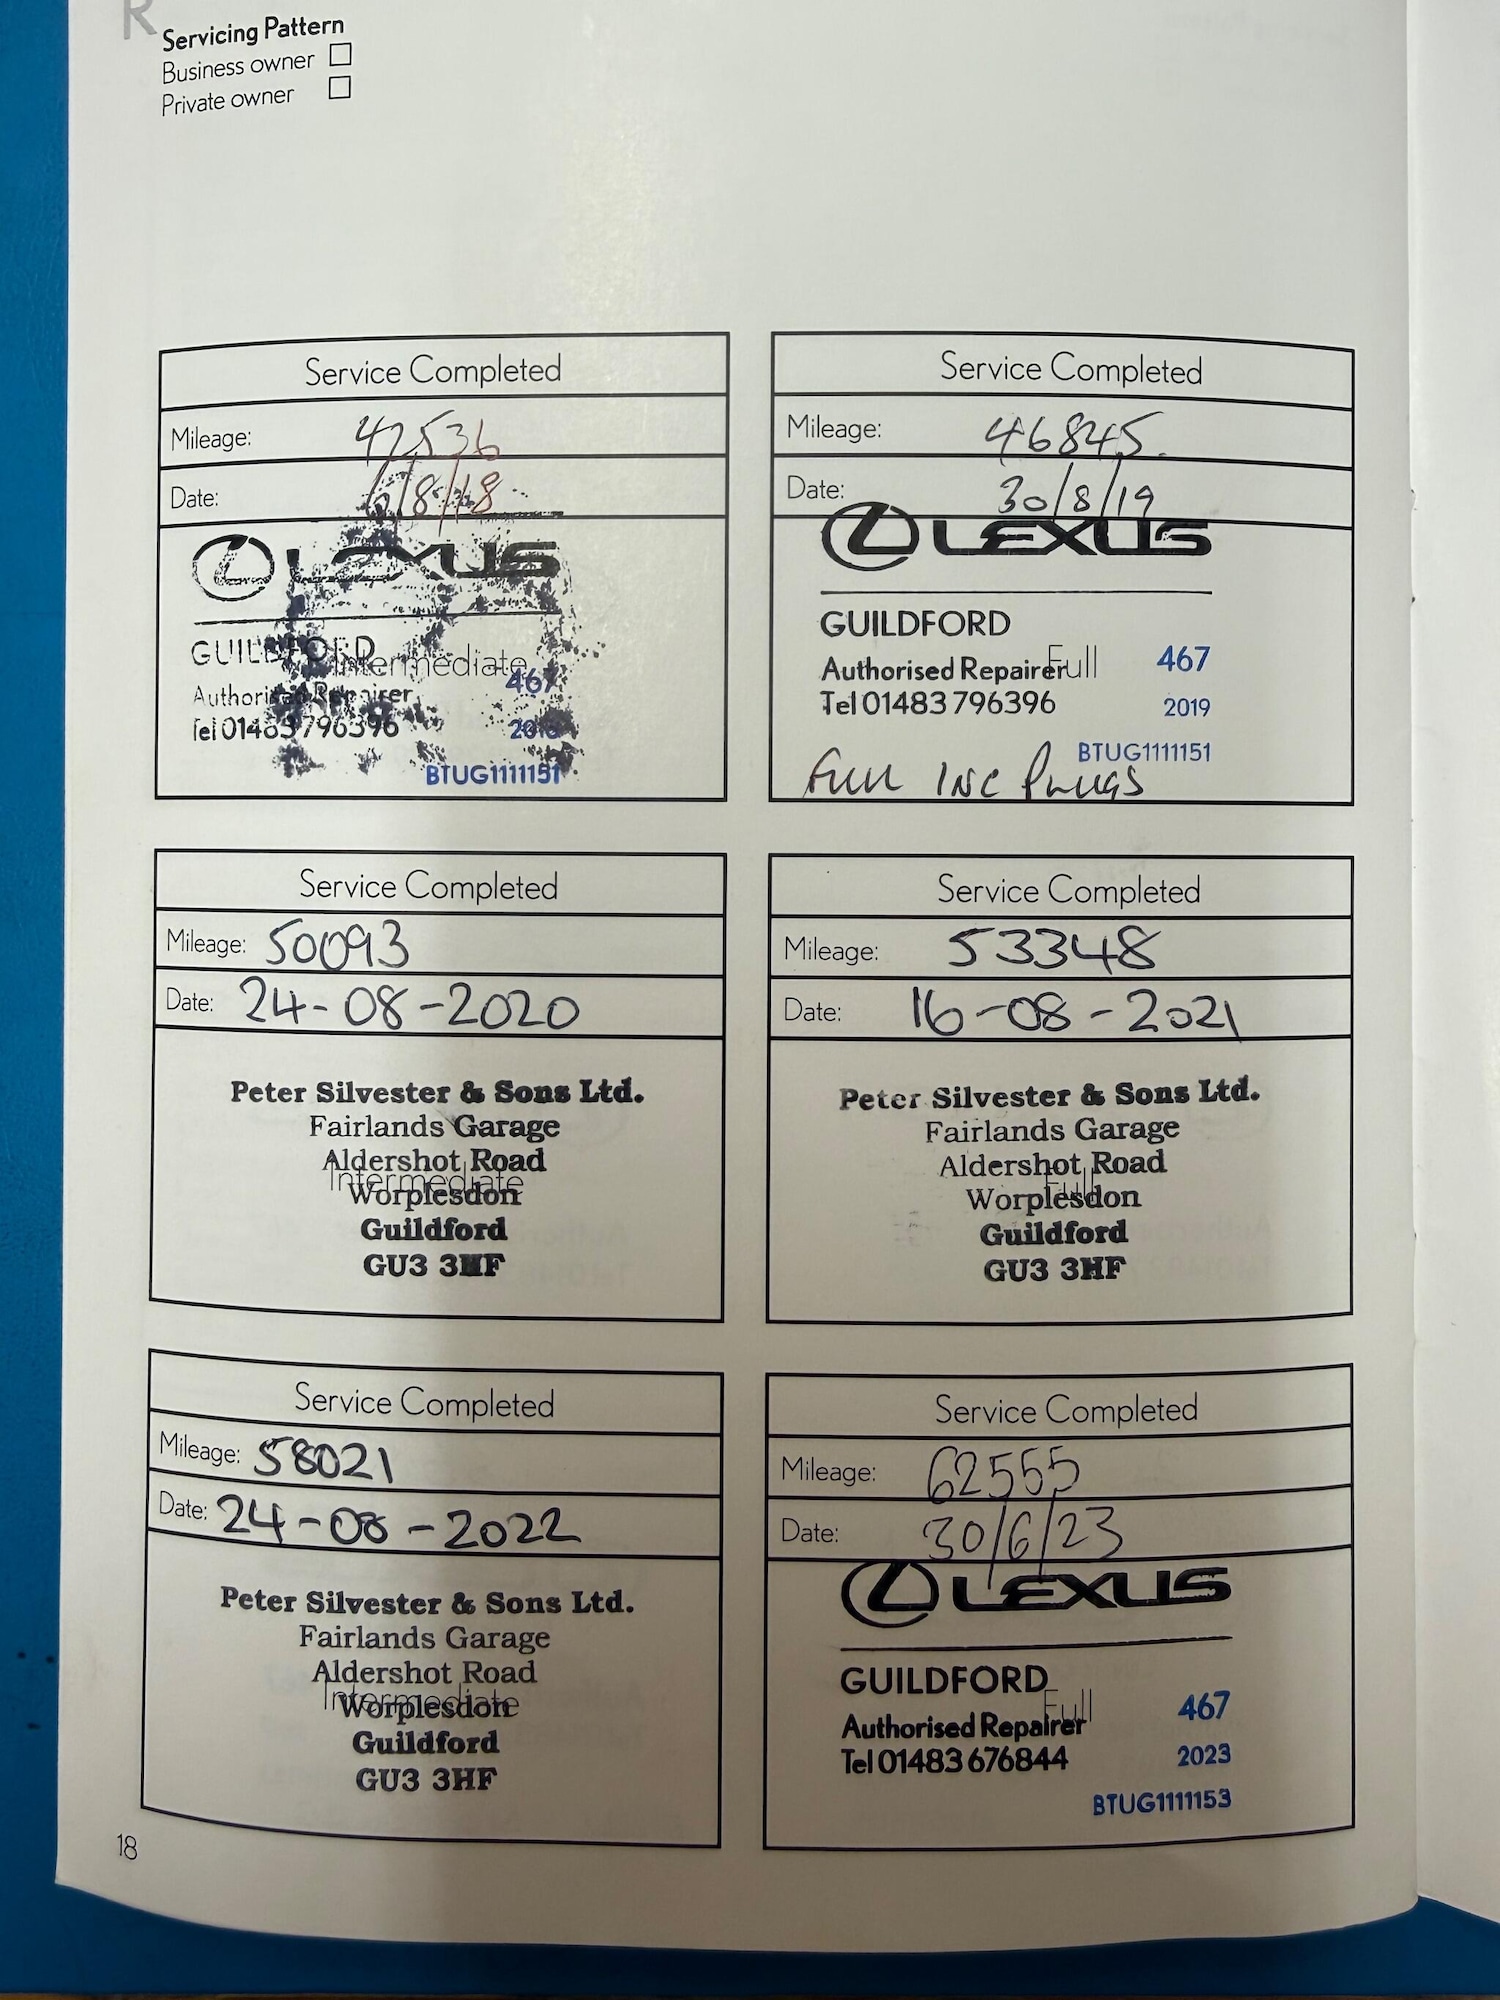 R
Servicing Pattern
Business owner
Private owner
Service Completed
Mileage:
Date: /8/18
LEXUS
GUILDFORD
Intermediate
467
Authorised Repairer
Tel 01483 796396
BTUG1111151
Service Completed
Mileage: 46845
Date: 30/8/19
LEXUS
GUILDFORD
Authorised Repairer Full 467
Tel 01483 796396 2019
BTUG1111151
Full INC PLUGS
Service Completed
Mileage: 50093
Date: 24-08-2020
Peter Silvester & Sons Ltd.
Fairlands Garage
Aldershot Road
Intermediate
Worplesdon
Guildford
GU3 3HF
Service Completed
Mileage: 53348
Date: 16-08-2021
Peter Silvester & Sons Ltd.
Fairlands Garage
Aldershot Road
Full
Worplesdon
Guildford
GU3 3HF
Service Completed
Mileage: 58021
Date: 24-08-2022
Peter Silvester & Sons Ltd.
Fairlands Garage
Aldershot Road
Intermediate
Worplesdon
Guildford
GU3 3HF
Service Completed
Mileage: 62555
Date: 30/6/23
LEXUS
GUILDFORD
Full
467
Authorised Repairer
Tel 01483 676844 2023
BTUG1111153
18